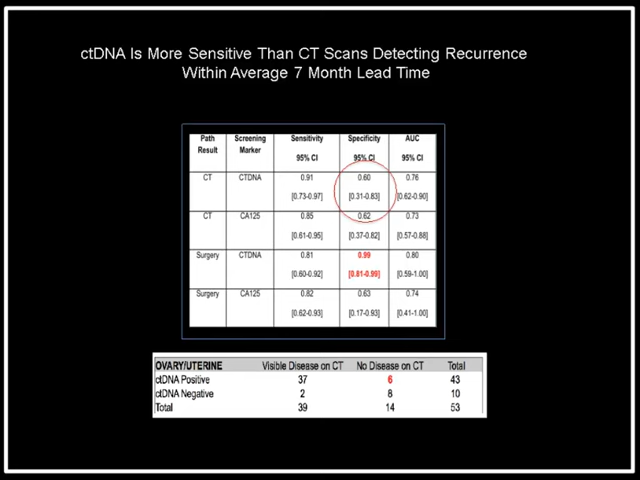 ctDNA Is More Sensitive Than CT Scans Detecting Recurrence
Within Average 7 Month Lead Time
Path Result Screening Marker Sensitivity 95% CI Specificity 95% CI AUC 95% CI
CT CTDNA 0.91 0.60 0.76
[0.73-0.97] [0.31-0.83] [0.62-0.90]
CT CA125 0.85 0.62 0.73
[0.61-0.95] [0.37-0.82] [0.57-0.88]
Surgery CTDNA 0.81 0.99 0.80
[0.60-0.92] [0.81-0.99] [0.59-1.00]
Surgery CA125 0.82 0.63 0.74
[0.62-0.93] [0.17-0.93] [0.41-1.00]
OVARY/UTERINE Visible Disease on CT No Disease on CT Total
ctDNA Positive 37 6 43
ctDNA Negative 2 8 10
Total 39 14 53